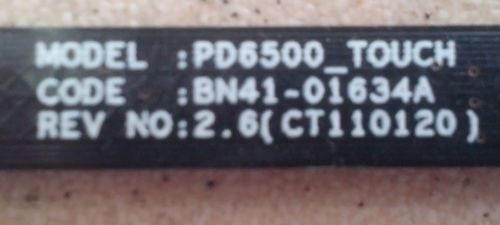 MODEL :PD6500_TOUCH
CODE :BN41-01634A
REV NO:2.6(CT110120)